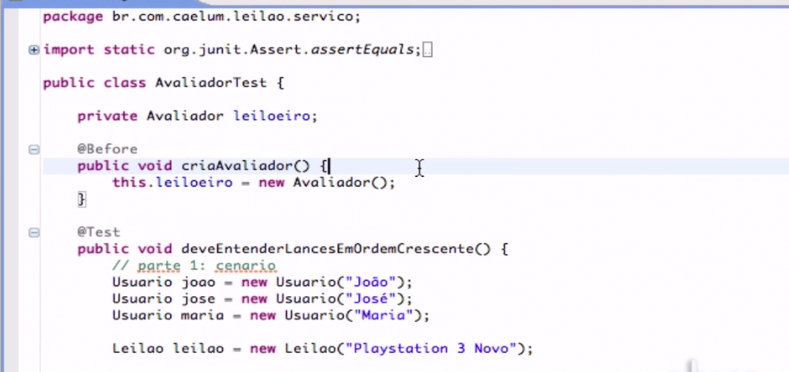 package br.com.caelum.leilao.servico;
import static org.junit.Assert.assertEquals;
public class AvaliadorTest {
private Avaliador leiloeiro;
@Before
public void criaAvaliador() {
this.leiloeiro = new Avaliador();
}
@Test
public void deveEntenderLancesEmOrdemCrescente() {
// parte 1: cenario
Usuario joao = new Usuario("João");
Usuario jose = new Usuario("José");
Usuario maria = new Usuario("Maria");
Leilao leilao = new Leilao("Playstation 3 Novo");